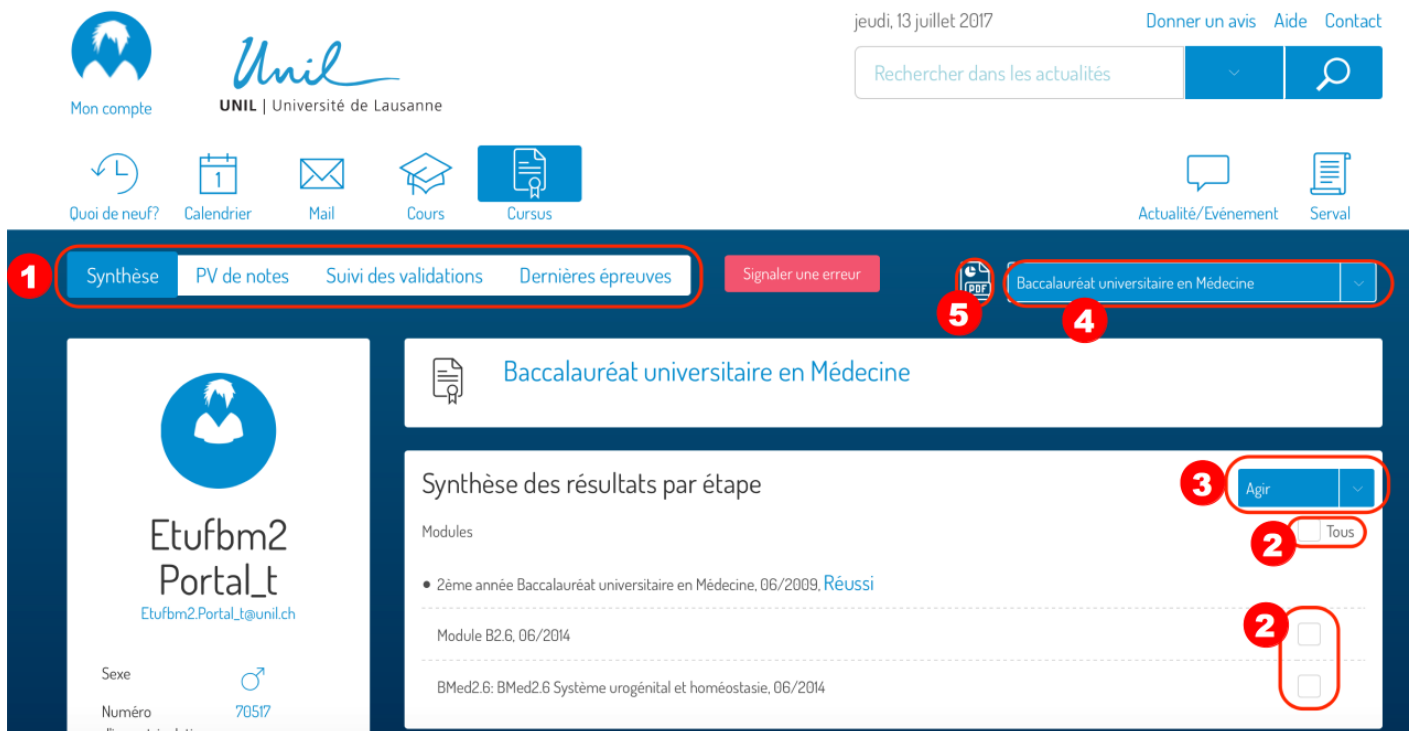 jeudi, 13 juillet 2017
Donner un avis Aide Contact
Unil
Rechercher dans les actualités
Mon compte
UNIL | Université de Lausanne
1
Quoi de neuf? Calendrier Mail Cours Cursus
Actualité/Evénement Serval
1
Synthèse PV de notes Suivi des validations Dernières épreuves
Signaler une erreur
PDF
Baccalauréat universitaire en Médecine
5
4
Baccalauréat universitaire en Médecine
Synthèse des résultats par étape
3
Agir
Modules
2
Tous
• 2ème année Baccalauréat universitaire en Médecine, 06/2009, Réussi
Module B2.6, 06/2014
2
BMed2.6: BMed2.6 Système urogénital et homéostasie, 06/2014
Etufbm2
Portal_t
Etufbm2.Portal_t@unil.ch
Sexe
Numéro 70517